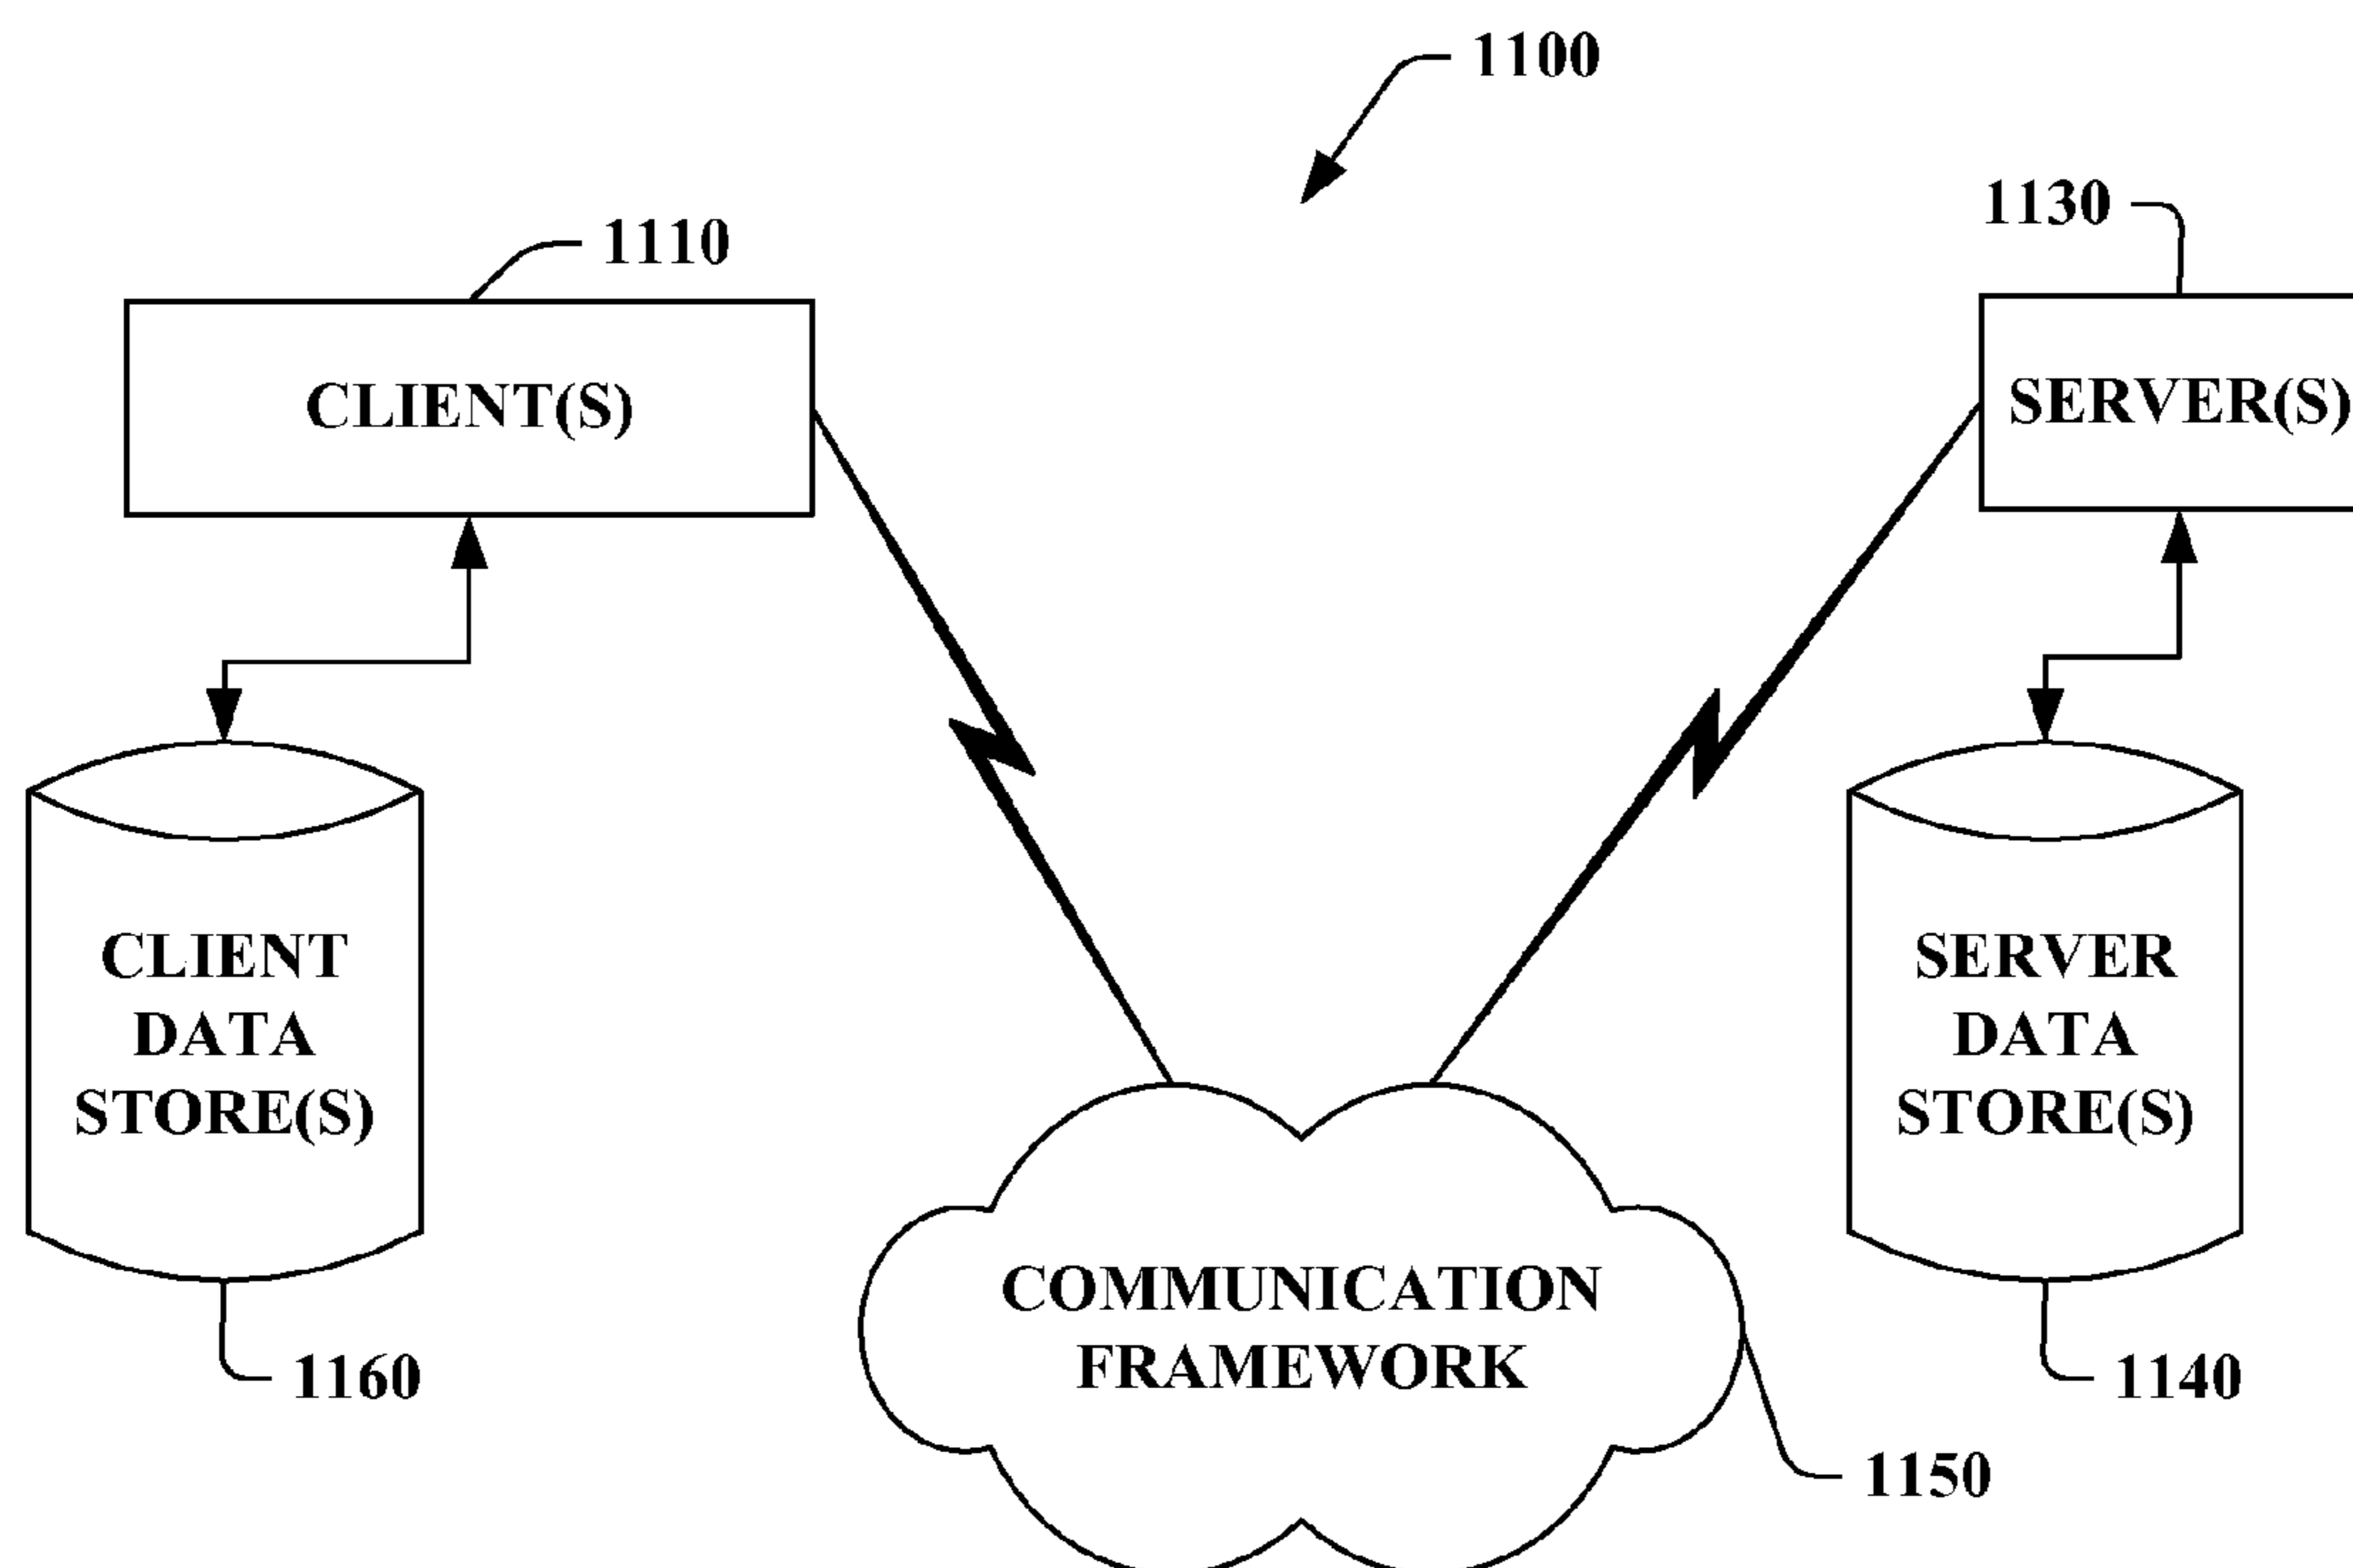 1100
1130
1110
CLIENT(S)
SERVER(S)
CLIENT
DATA
STORE(S)
SERVER
DATA
STORE(S)
COMMUNICATION
FRAMEWORK
1160
1140
1150